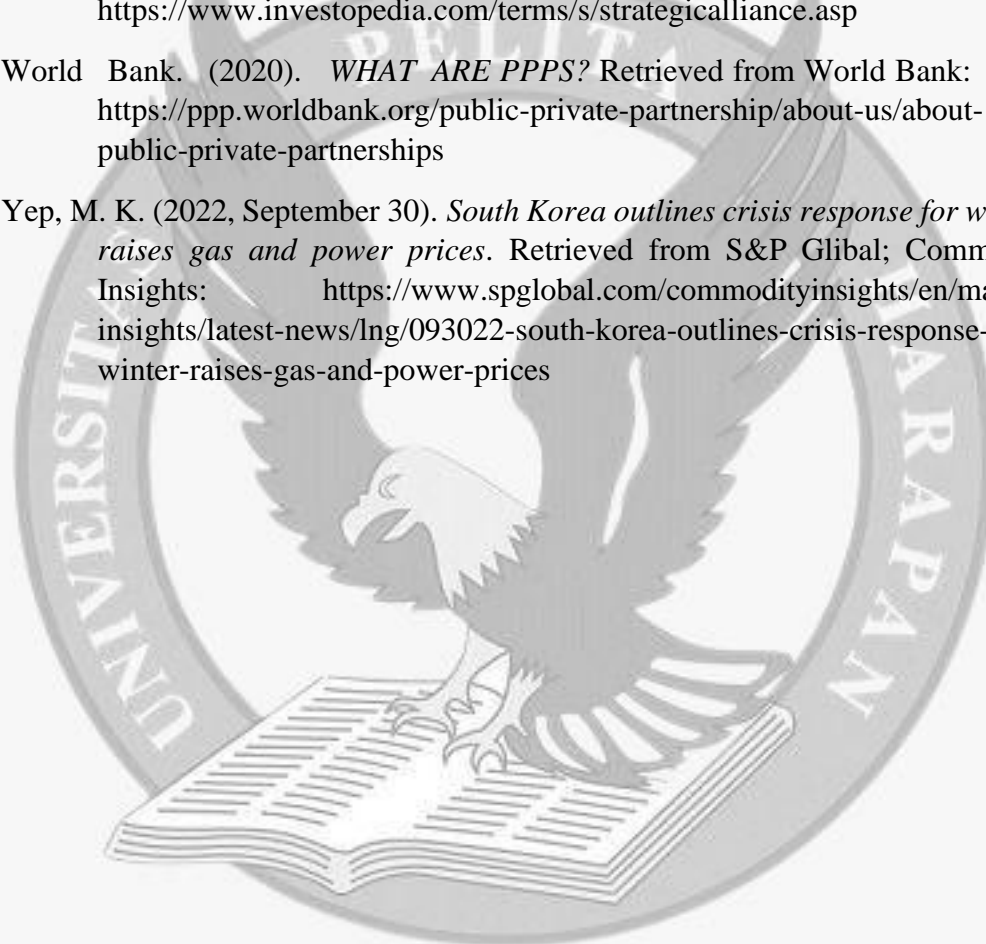 https://www.investopedia.com/terms/s/strategicalliance.asp
World Bank. (2020). WHAT ARE PPPS? Retrieved from World Bank:
https://ppp.worldbank.org/public-private-partnership/about-us/about-
public-private-partnerships
Yep, M. K. (2022, September 30). South Korea outlines crisis response for w
raises gas and power prices. Retrieved from S&P Glibal; Comm
Insights: https://www.spglobal.com/commodityinsights/en/ma
insights/latest-news/lng/093022-south-korea-outlines-crisis-response-
winter-raises-gas-and-power-prices
UNIVERSITAS PELITA HARAPAN